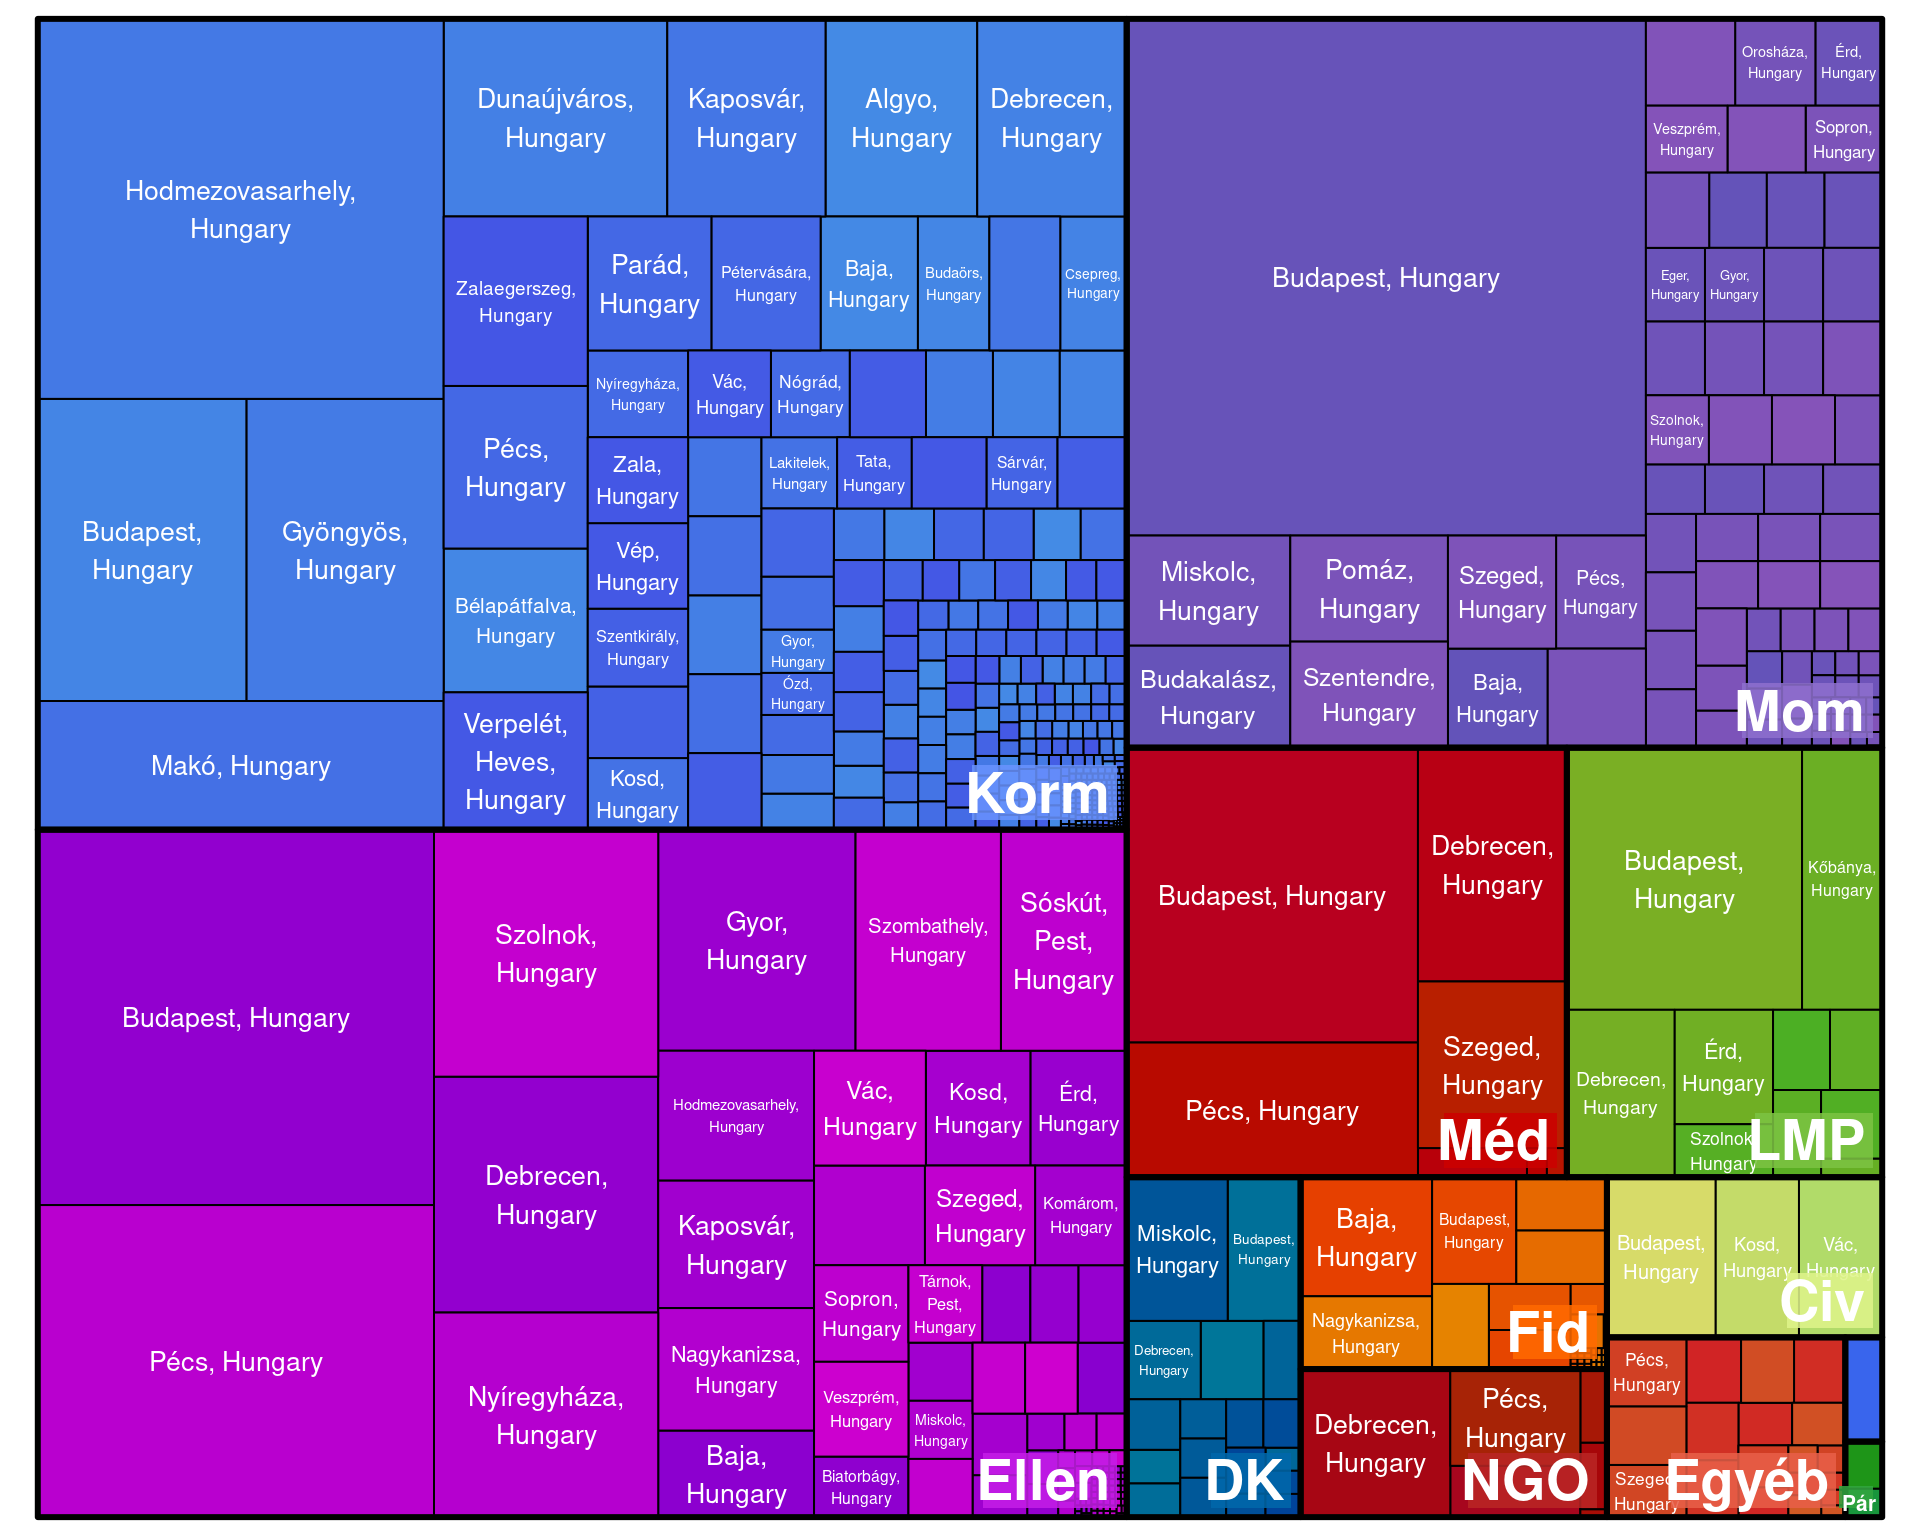 Hodmezovasarhely,
Hungary
Budapest,
Hungary
Gyöngyös,
Hungary
Makó, Hungary
Dunaújváros,
Hungary
Kaposvár,
Hungary
Algyo,
Hungary
Debrecen,
Hungary
Zalaegerszeg,
Hungary
Parád,
Hungary
Pétervására,
Hungary
Baja,
Hungary
Budaörs,
Hungary
Csepreg,
Hungary
Nyíregyháza,
Hungary
Vác,
Hungary
Nógrád,
Hungary
Pécs,
Hungary
Zala,
Hungary
Lakitelek,
Hungary
Tata,
Hungary
Sárvár,
Hungary
Vép,
Hungary
Bélapátfalva,
Hungary
Szentkirály,
Hungary
Gyor,
Hungary
Ózd,
Hungary
Verpelét,
Heves,
Hungary
Kosd,
Hungary
Korm
Budapest, Hungary
Orosháza,
Hungary
Érd,
Hungary
Veszprém,
Hungary
Sopron,
Hungary
Eger,
Hungary
Gyor,
Hungary
Szolnok,
Hungary
Miskolc,
Hungary
Pomáz,
Hungary
Szeged,
Hungary
Pécs,
Hungary
Budakalász,
Hungary
Szentendre,
Hungary
Baja,
Hungary
Mom
Budapest, Hungary
Pécs, Hungary
Szolnok,
Hungary
Debrecen,
Hungary
Nyíregyháza,
Hungary
Gyor,
Hungary
Szombathely,
Hungary
Sóskút,
Pest,
Hungary
Hodmezovasarhely,
Hungary
Vác,
Hungary
Kosd,
Hungary
Érd,
Hungary
Kaposvár,
Hungary
Szeged,
Hungary
Komárom,
Hungary
Sopron,
Hungary
Tárnok,
Pest,
Hungary
Nagykanizsa,
Hungary
Veszprém,
Hungary
Miskolc,
Hungary
Baja,
Hungary
Biatorbágy,
Hungary
Ellen
Budapest, Hungary
Debrecen,
Hungary
Pécs, Hungary
Szeged,
Hungary
Méd
Budapest,
Hungary
Kőbánya,
Hungary
Debrecen,
Hungary
Érd,
Hungary
Szolnok,
Hungary
LMP
Miskolc,
Hungary
Budapest,
Hungary
Debrecen,
Hungary
DK
Baja,
Hungary
Budapest,
Hungary
Nagykanizsa,
Hungary
Fid
Debrecen,
Hungary
Pécs,
Hungary
NGO
Budapest,
Hungary
Kosd,
Hungary
Vác,
Hungary
Civ
Pécs,
Hungary
Szeged,
Hungary
Egyéb
Pár